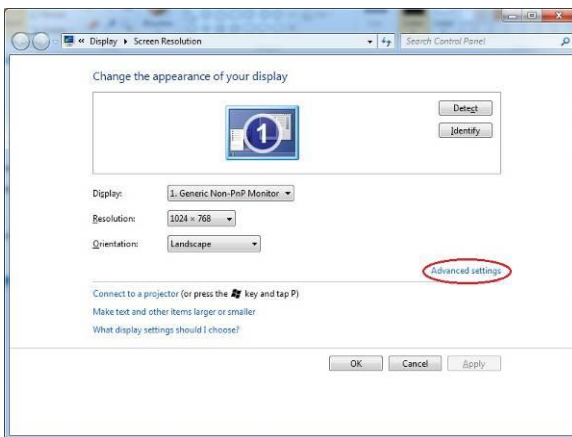 « Display ▸ Screen Resolution
Search Control Panel
Change the appearance of your display
1
Detect
Identify
Display: 1. Generic Non-PnP Monitor
Resolution: 1024 × 768
Orientation: Landscape
Advanced settings
Connect to a projector (or press the key and tap P)
Make text and other items larger or smaller
What display settings should I choose?
OK Cancel Apply